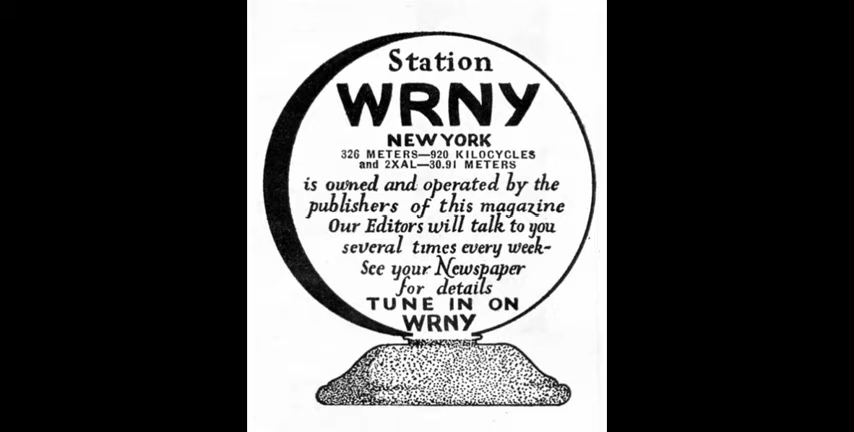 Station
WRNY
NEW YORK
326 METERS—920 KILOCYCLES
and 2XAL—30.91 METERS
is owned and operated by the
publishers of this magazine
Our Editors will talk to you
several times every week-
See your Newspaper
for details
TUNE IN ON
WRNY